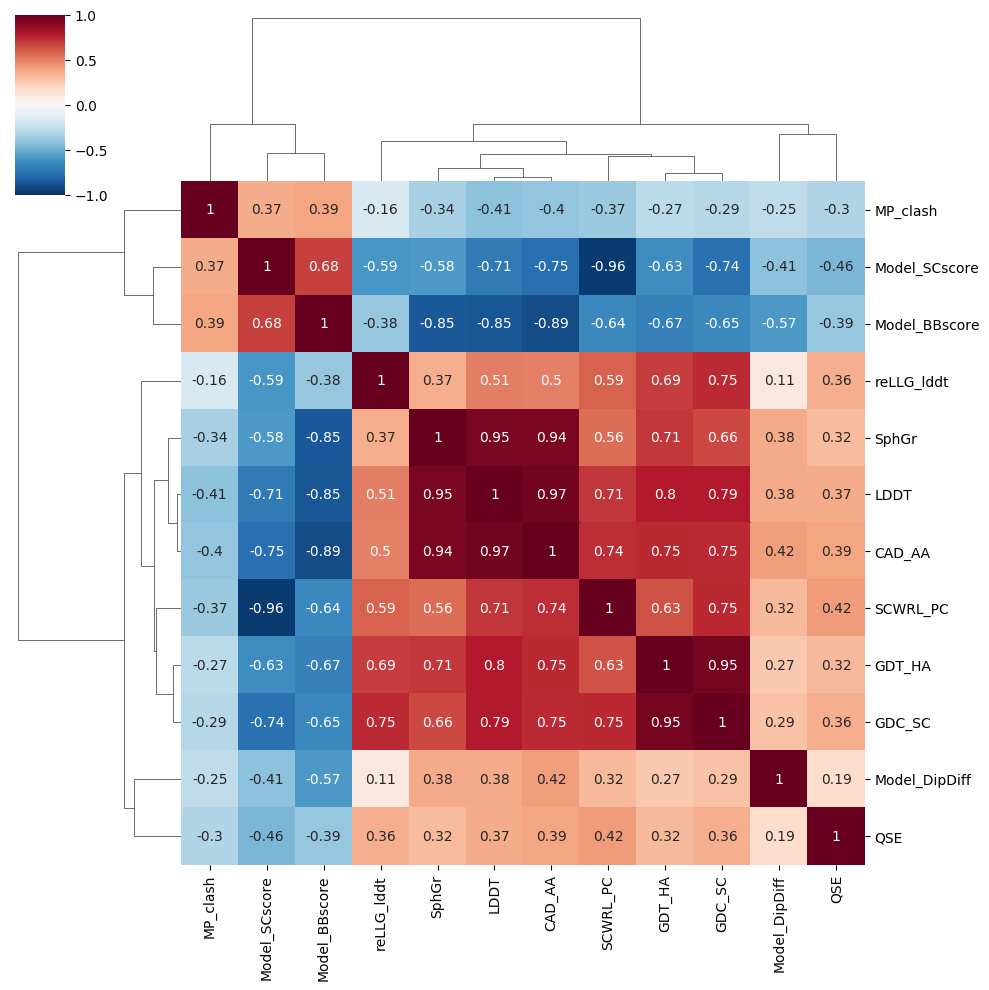 1.0
0.5
0.0
−0.5
−1.0
1 0.37 0.39 -0.16 -0.34 -0.41 -0.4 -0.37 -0.27 -0.29 -0.25 -0.3 MP_clash
0.37 1 0.68 -0.59 -0.58 -0.71 -0.75 -0.96 -0.63 -0.74 -0.41 -0.46 Model_SCscore
0.39 0.68 1 -0.38 -0.85 -0.85 -0.89 -0.64 -0.67 -0.65 -0.57 -0.39 Model_BBscore
-0.16 -0.59 -0.38 1 0.37 0.51 0.5 0.59 0.69 0.75 0.11 0.36 reLLG_lddt
-0.34 -0.58 -0.85 0.37 1 0.95 0.94 0.56 0.71 0.66 0.38 0.32 SphGr
-0.41 -0.71 -0.85 0.51 0.95 1 0.97 0.71 0.8 0.79 0.38 0.37 LDDT
-0.4 -0.75 -0.89 0.5 0.94 0.97 1 0.74 0.75 0.75 0.42 0.39 CAD_AA
-0.37 -0.96 -0.64 0.59 0.56 0.71 0.74 1 0.63 0.75 0.32 0.42 SCWRL_PC
-0.27 -0.63 -0.67 0.69 0.71 0.8 0.75 0.63 1 0.95 0.27 0.32 GDT_HA
-0.29 -0.74 -0.65 0.75 0.66 0.79 0.75 0.75 0.95 1 0.29 0.36 GDC_SC
-0.25 -0.41 -0.57 0.11 0.38 0.38 0.42 0.32 0.27 0.29 1 0.19 Model_DipDiff
-0.3 -0.46 -0.39 0.36 0.32 0.37 0.39 0.42 0.32 0.36 0.19 1 QSE
MP_clash
Model_SCscore
Model_BBscore
reLLG_lddt
SphGr
LDDT
CAD_AA
SCWRL_PC
GDT_HA
GDC_SC
Model_DipDiff
QSE